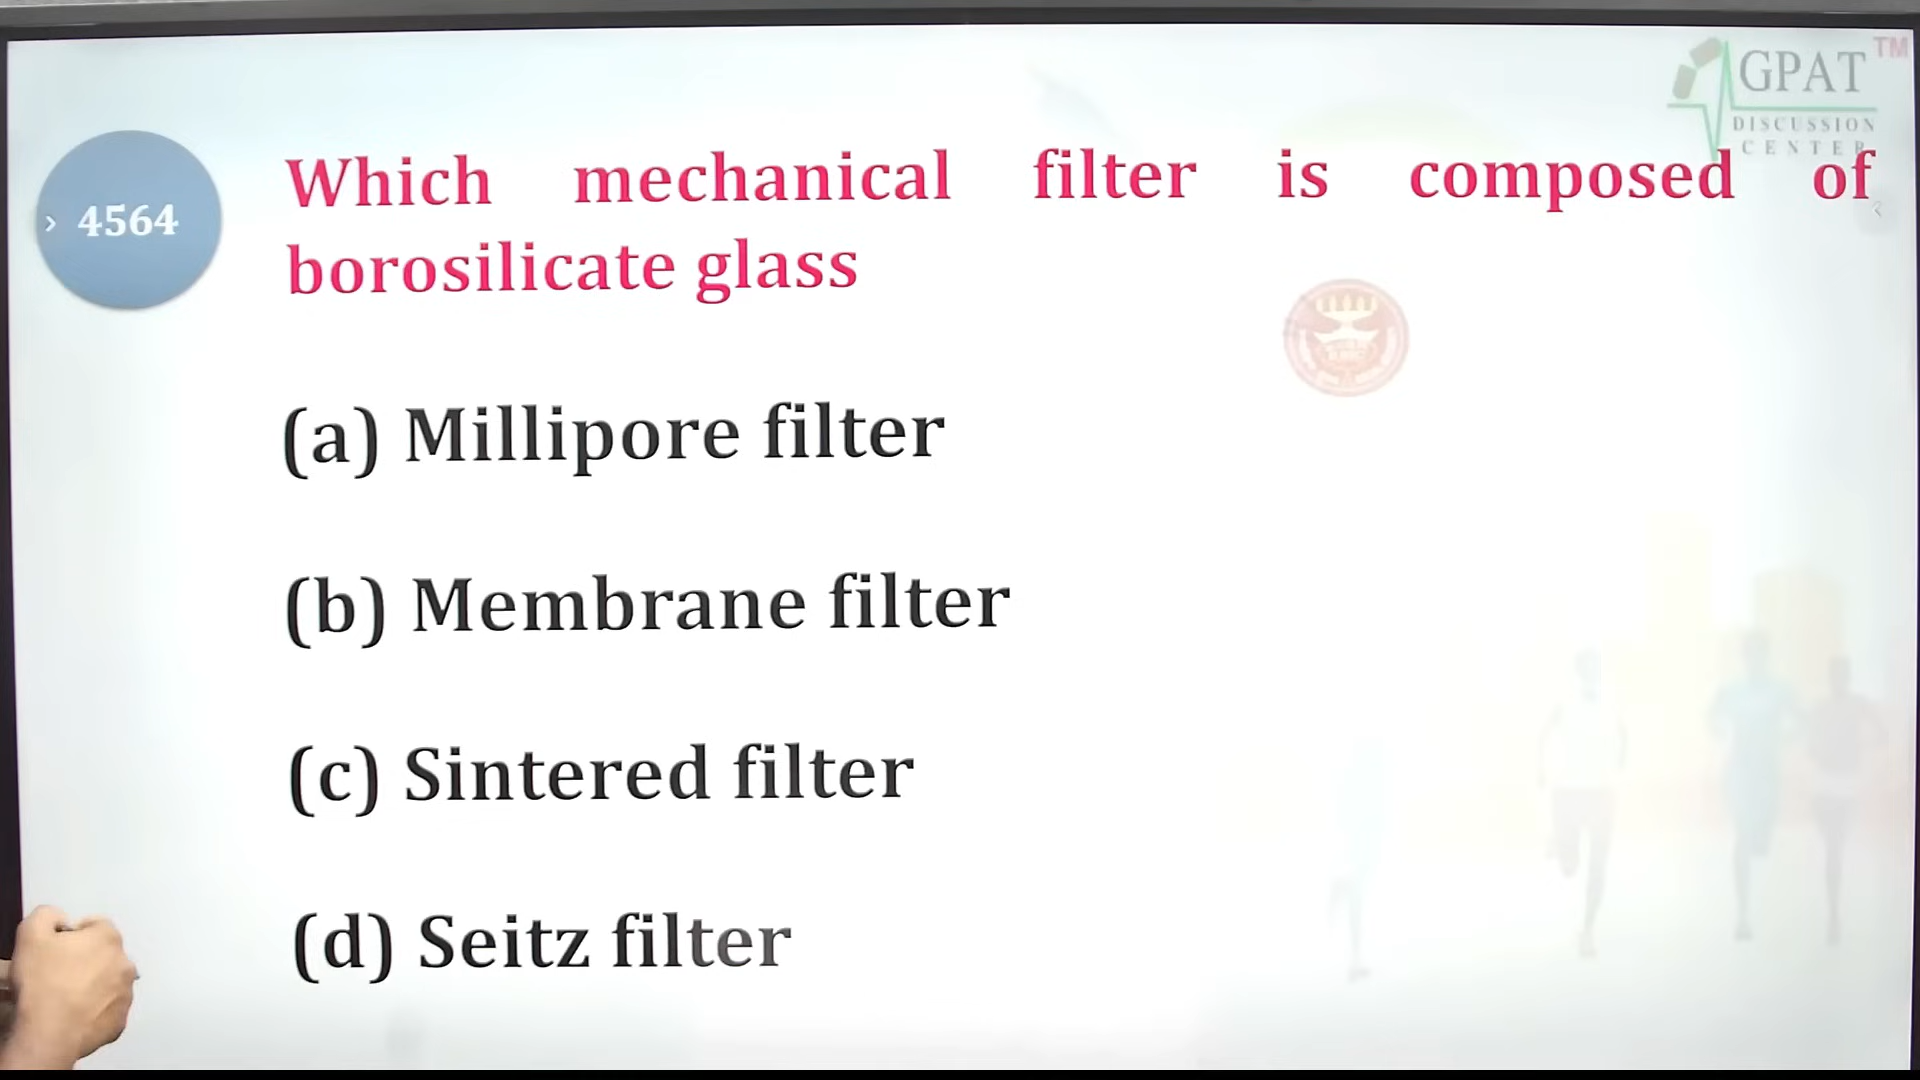 GPAT TM
DISCUSSION
CENTER
› 4564
Which mechanical filter is composed of
borosilicate glass
(a) Millipore filter
(b) Membrane filter
(c) Sintered filter
(d) Seitz filter